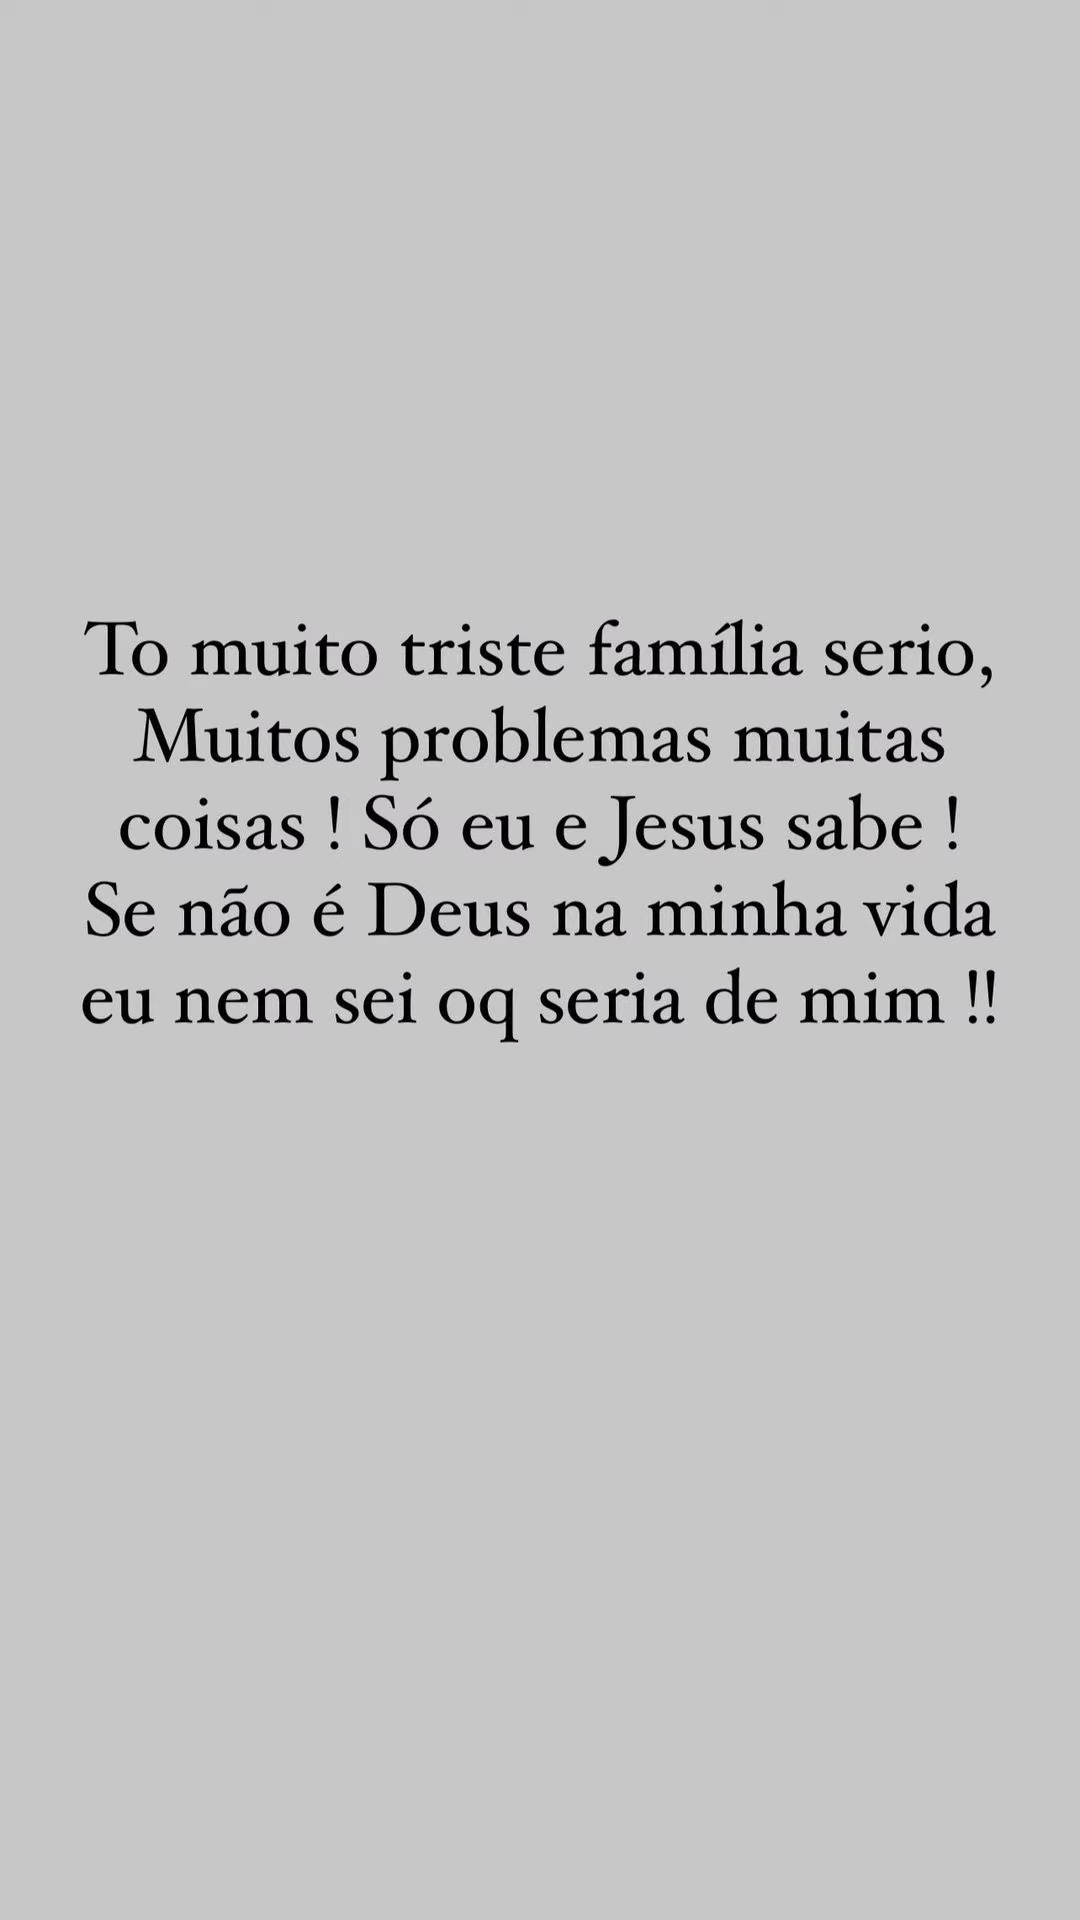 To muito triste família serio,
Muitos problemas muitas
coisas ! Só eu e Jesus sabe !
Se não é Deus na minha vida
eu nem sei oq seria de mim !!